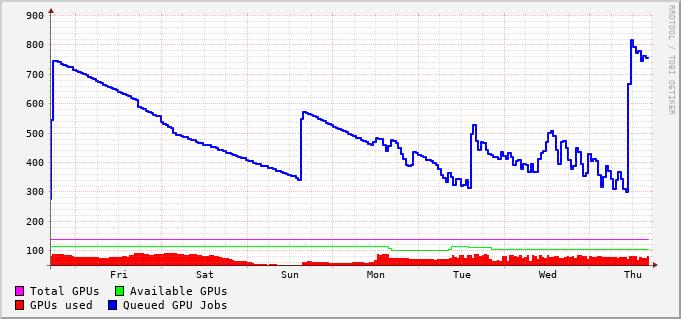 900
800
700
600
500
400
300
200
100
Fri Sat Sun Mon Tue Wed Thu
Total GPUs Available GPUs
GPUs used Queued GPU Jobs
RRDTOOL / TOBI OETIKER